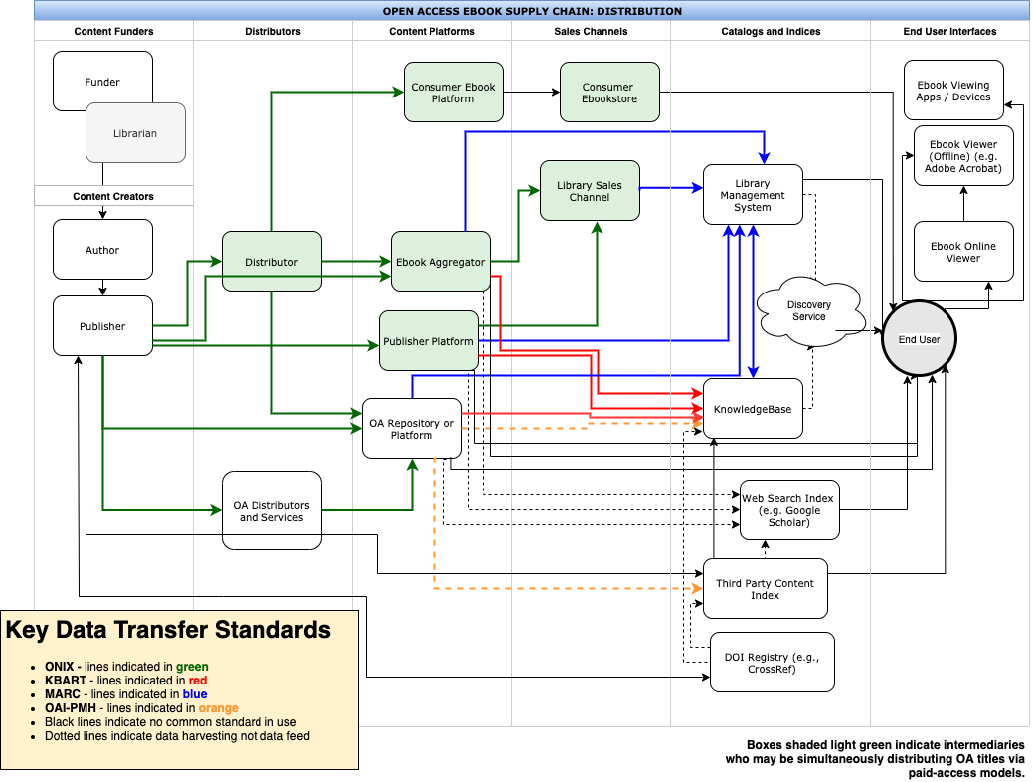 OPEN ACCESS EBOOK SUPPLY CHAIN: DISTRIBUTION
Content Funders
Distributors
Content Platforms
Sales Channels
Catalogs and Indices
End User Interfaces
Funder
Librarian
Content Creators
Author
Publisher
Distributor
OA Distributors
and Services
Consumer Ebook
Platform
Ebook Aggregator
Publisher Platform
OA Repository or
Platform
Consumer
Ebookstore
Library Sales
Channel
Library
Management
System
Discovery
Service
KnowledgeBase
Web Search Index
(e.g. Google
Scholar)
Third Party Content
Index
DOI Registry (e.g.,
CrossRef)
Ebook Viewing
Apps / Devices
Ebook Viewer
(Offline) (e.g.
Adobe Acrobat)
Ebook Online
Viewer
End User
Key Data Transfer Standards
• ONIX - lines indicated in green
• KBART - lines indicated in red
• MARC - lines indicated in blue
• OAI-PMH - lines indicated in orange
• Black lines indicate no common standard in use
• Dotted lines indicate data harvesting not data feed
Boxes shaded light green indicate intermediaries
who may be simultaneously distributing OA titles via
paid-access models.